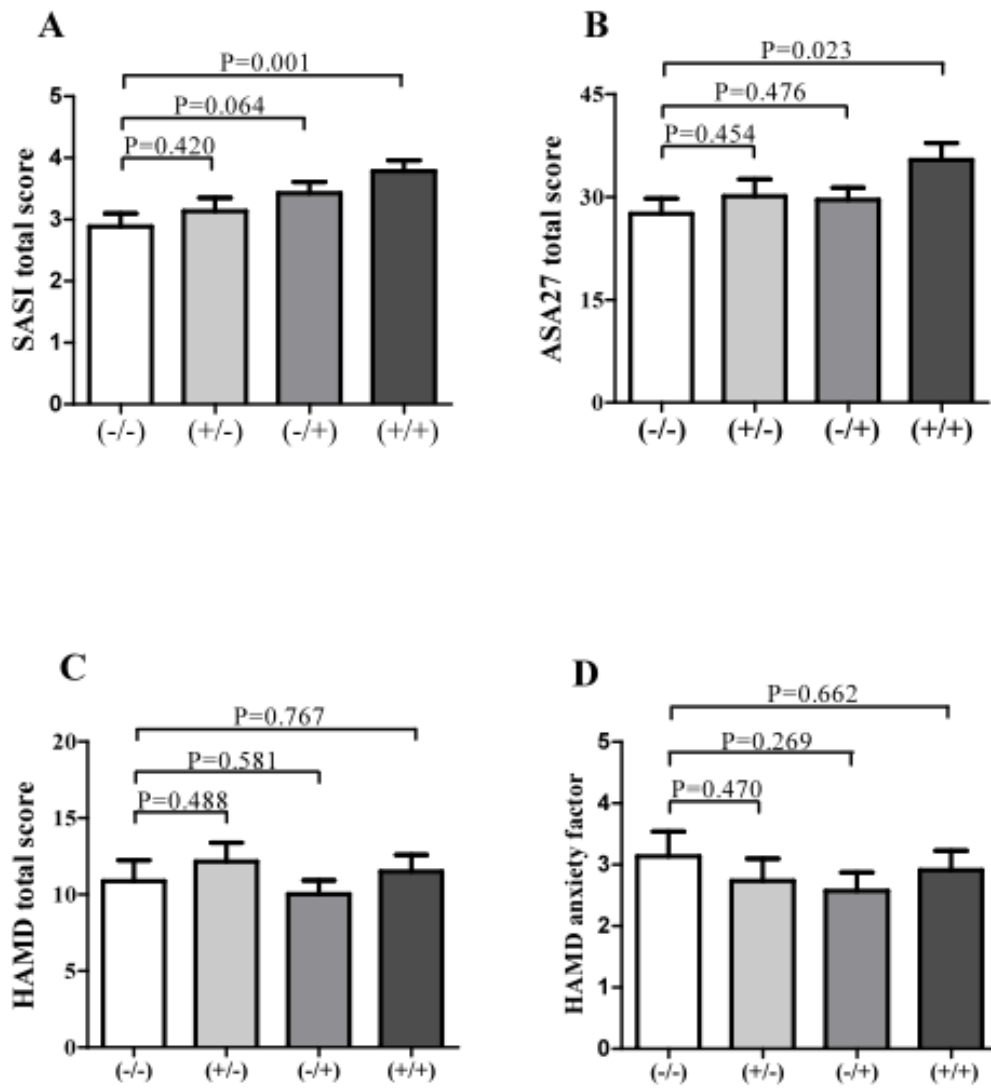 A
P=0.001
P=0.064
P=0.420
SASI total score
5
4
3
2
1
0
(-/-) (+/-) (-/+) (+/+)
B
P=0.023
P=0.476
P=0.454
ASA27 total score
45
30
15
0
(-/-) (+/-) (-/+) (+/+)
C
P=0.767
P=0.581
P=0.488
HAMD total score
20
15
10
5
0
(-/-) (+/-) (-/+) (+/+)
D
P=0.662
P=0.269
P=0.470
HAMD anxiety factor
5
4
3
2
1
0
(-/-) (+/-) (-/+) (+/+)